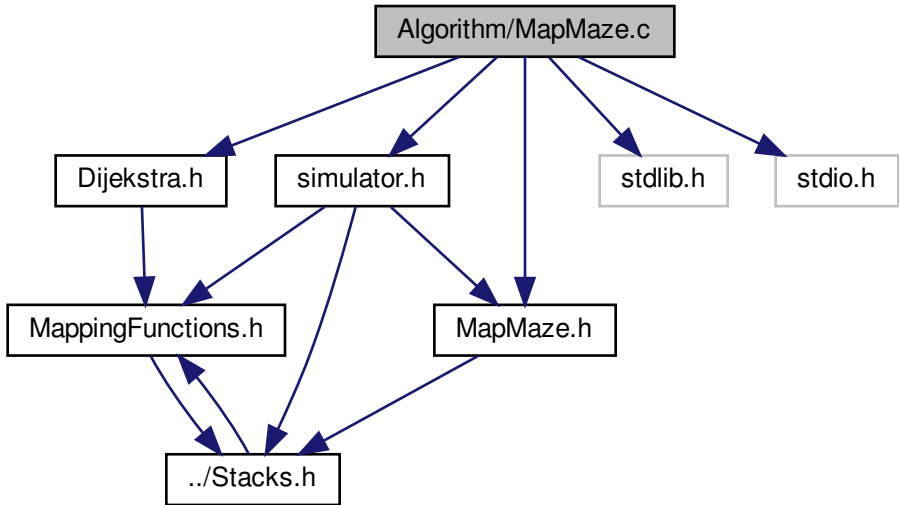 Algorithm/MapMaze.c
Dijekstra.h
simulator.h
stdlib.h
stdio.h
MappingFunctions.h
MapMaze.h
../Stacks.h